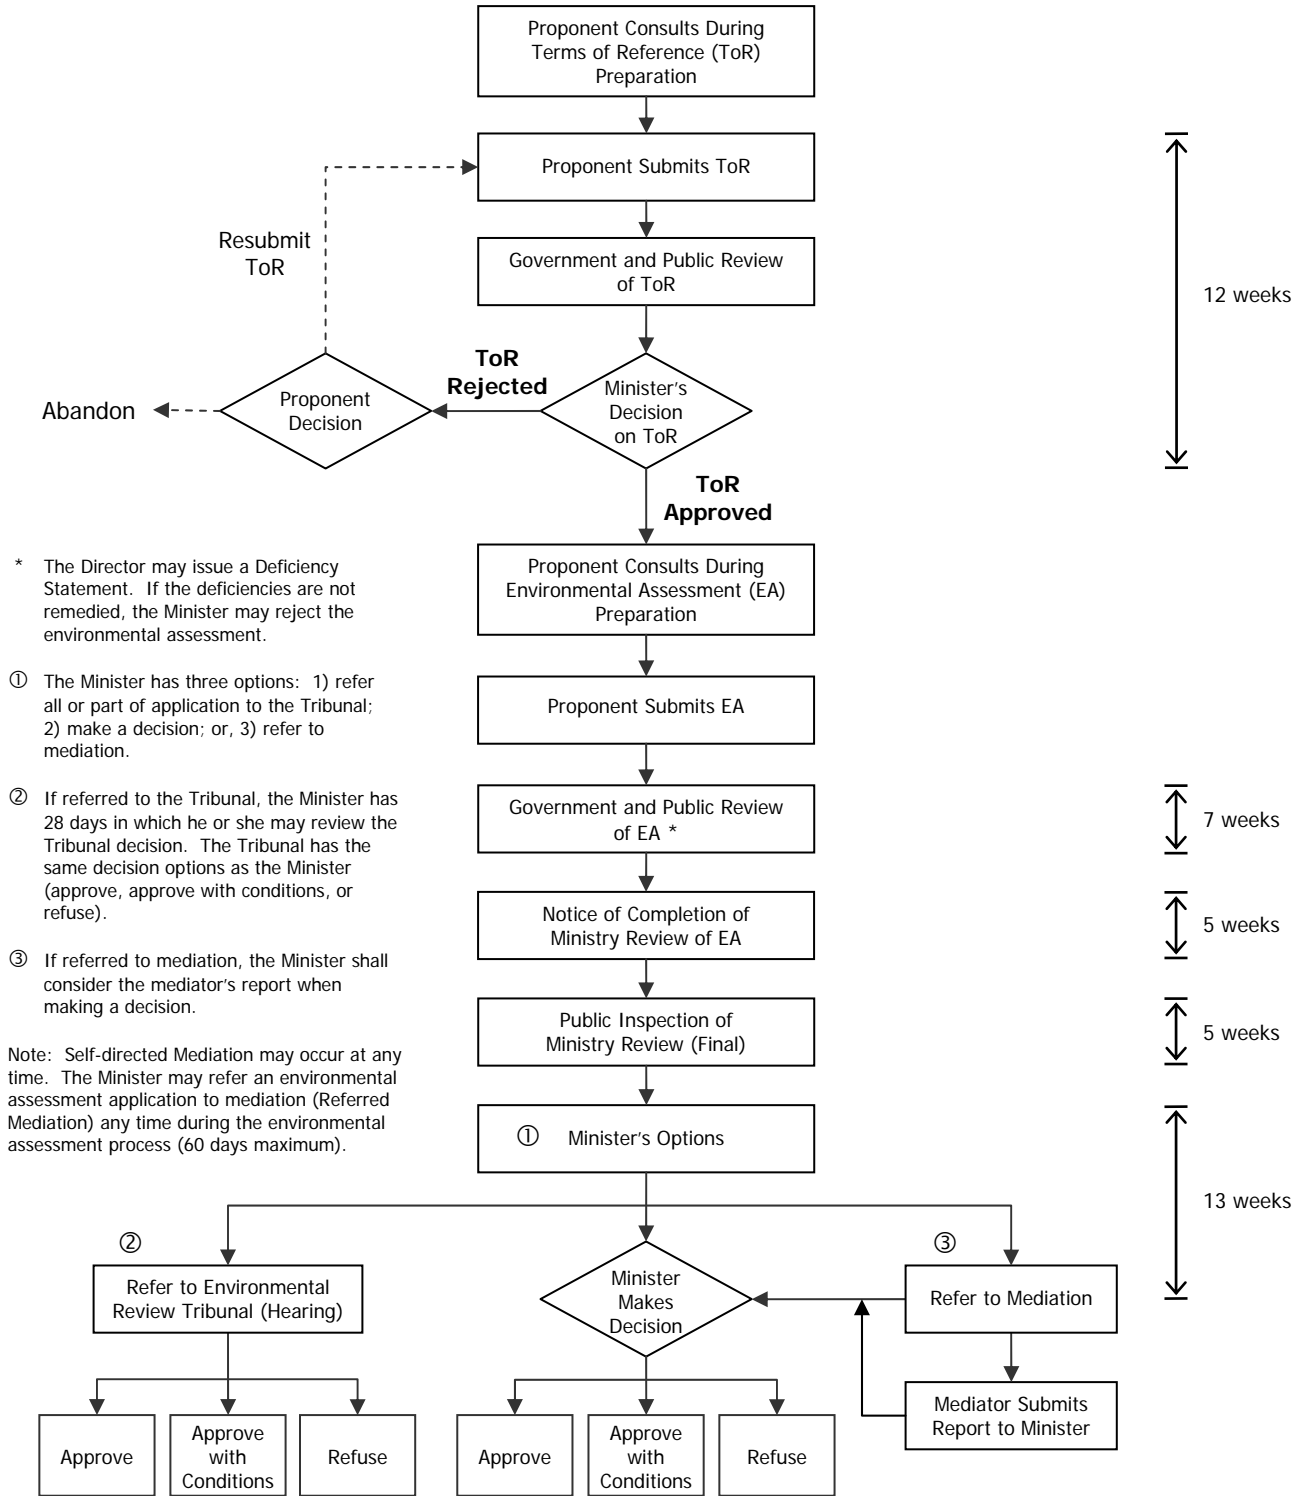 Proponent Consults During
Terms of Reference (ToR)
Preparation
Proponent Submits ToR
Resubmit
ToR
Government and Public Review
of ToR
12 weeks
ToR
Rejected
Minister's
Decision
on ToR
Proponent
Decision
Abandon
ToR
Approved
* The Director may issue a Deficiency
Statement. If the deficiencies are not
remedied, the Minister may reject the
environmental assessment.
① The Minister has three options: 1) refer
all or part of application to the Tribunal;
2) make a decision; or, 3) refer to
mediation.
② If referred to the Tribunal, the Minister has
28 days in which he or she may review the
Tribunal decision. The Tribunal has the
same decision options as the Minister
(approve, approve with conditions, or
refuse).
③ If referred to mediation, the Minister shall
consider the mediator's report when
making a decision.
Note: Self-directed Mediation may occur at any
time. The Minister may refer an environmental
assessment application to mediation (Referred
Mediation) any time during the environmental
assessment process (60 days maximum).
Proponent Consults During
Environmental Assessment (EA)
Preparation
Proponent Submits EA
Government and Public Review
of EA *
7 weeks
Notice of Completion of
Ministry Review of EA
5 weeks
Public Inspection of
Ministry Review (Final)
5 weeks
① Minister's Options
13 weeks
②
Refer to Environmental
Review Tribunal (Hearing)
Minister
Makes
Decision
③
Refer to Mediation
Mediator Submits
Report to Minister
Approve
Approve
with
Conditions
Refuse
Approve
Approve
with
Conditions
Refuse